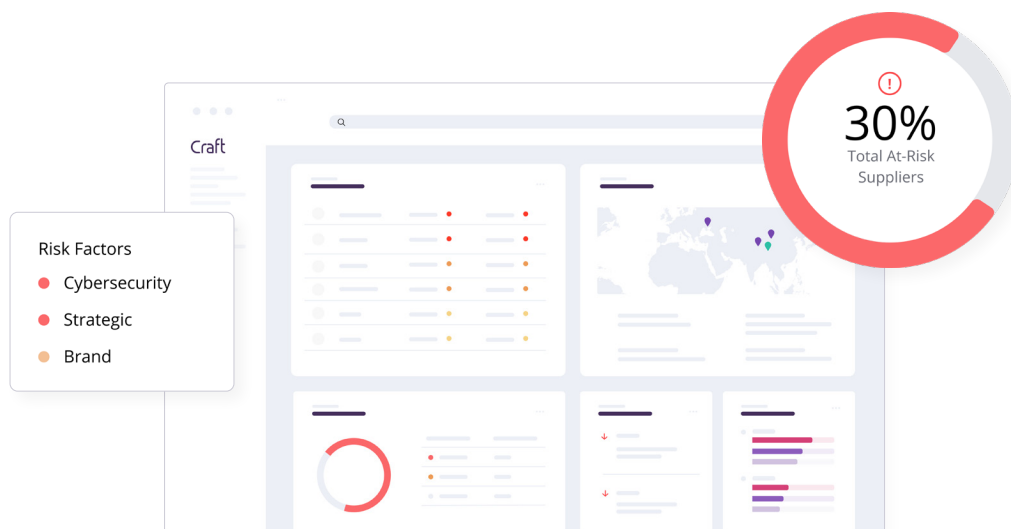 Craft
30%
Total At-Risk
Suppliers
Risk Factors
Cybersecurity
Strategic
Brand